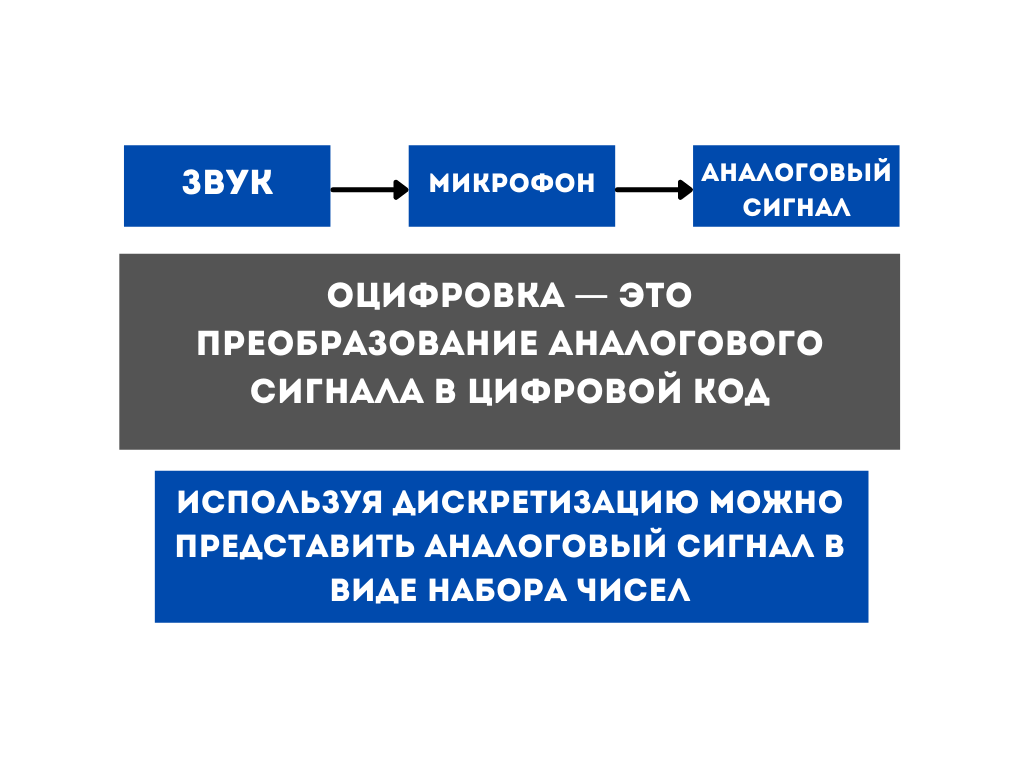 ЗВУК
МИКРОФОН
АНАЛОГОВЫЙ
СИГНАЛ
ОЦИФРОВКА — ЭТО
ПРЕОБРАЗОВАНИЕ АНАЛОГОВОГО
СИГНАЛА В ЦИФРОВОЙ КОД
ИСПОЛЬЗУЯ ДИСКРЕТИЗАЦИЮ МОЖНО
ПРЕДСТАВИТЬ АНАЛОГОВЫЙ СИГНАЛ В
ВИДЕ НАБОРА ЧИСЕЛ